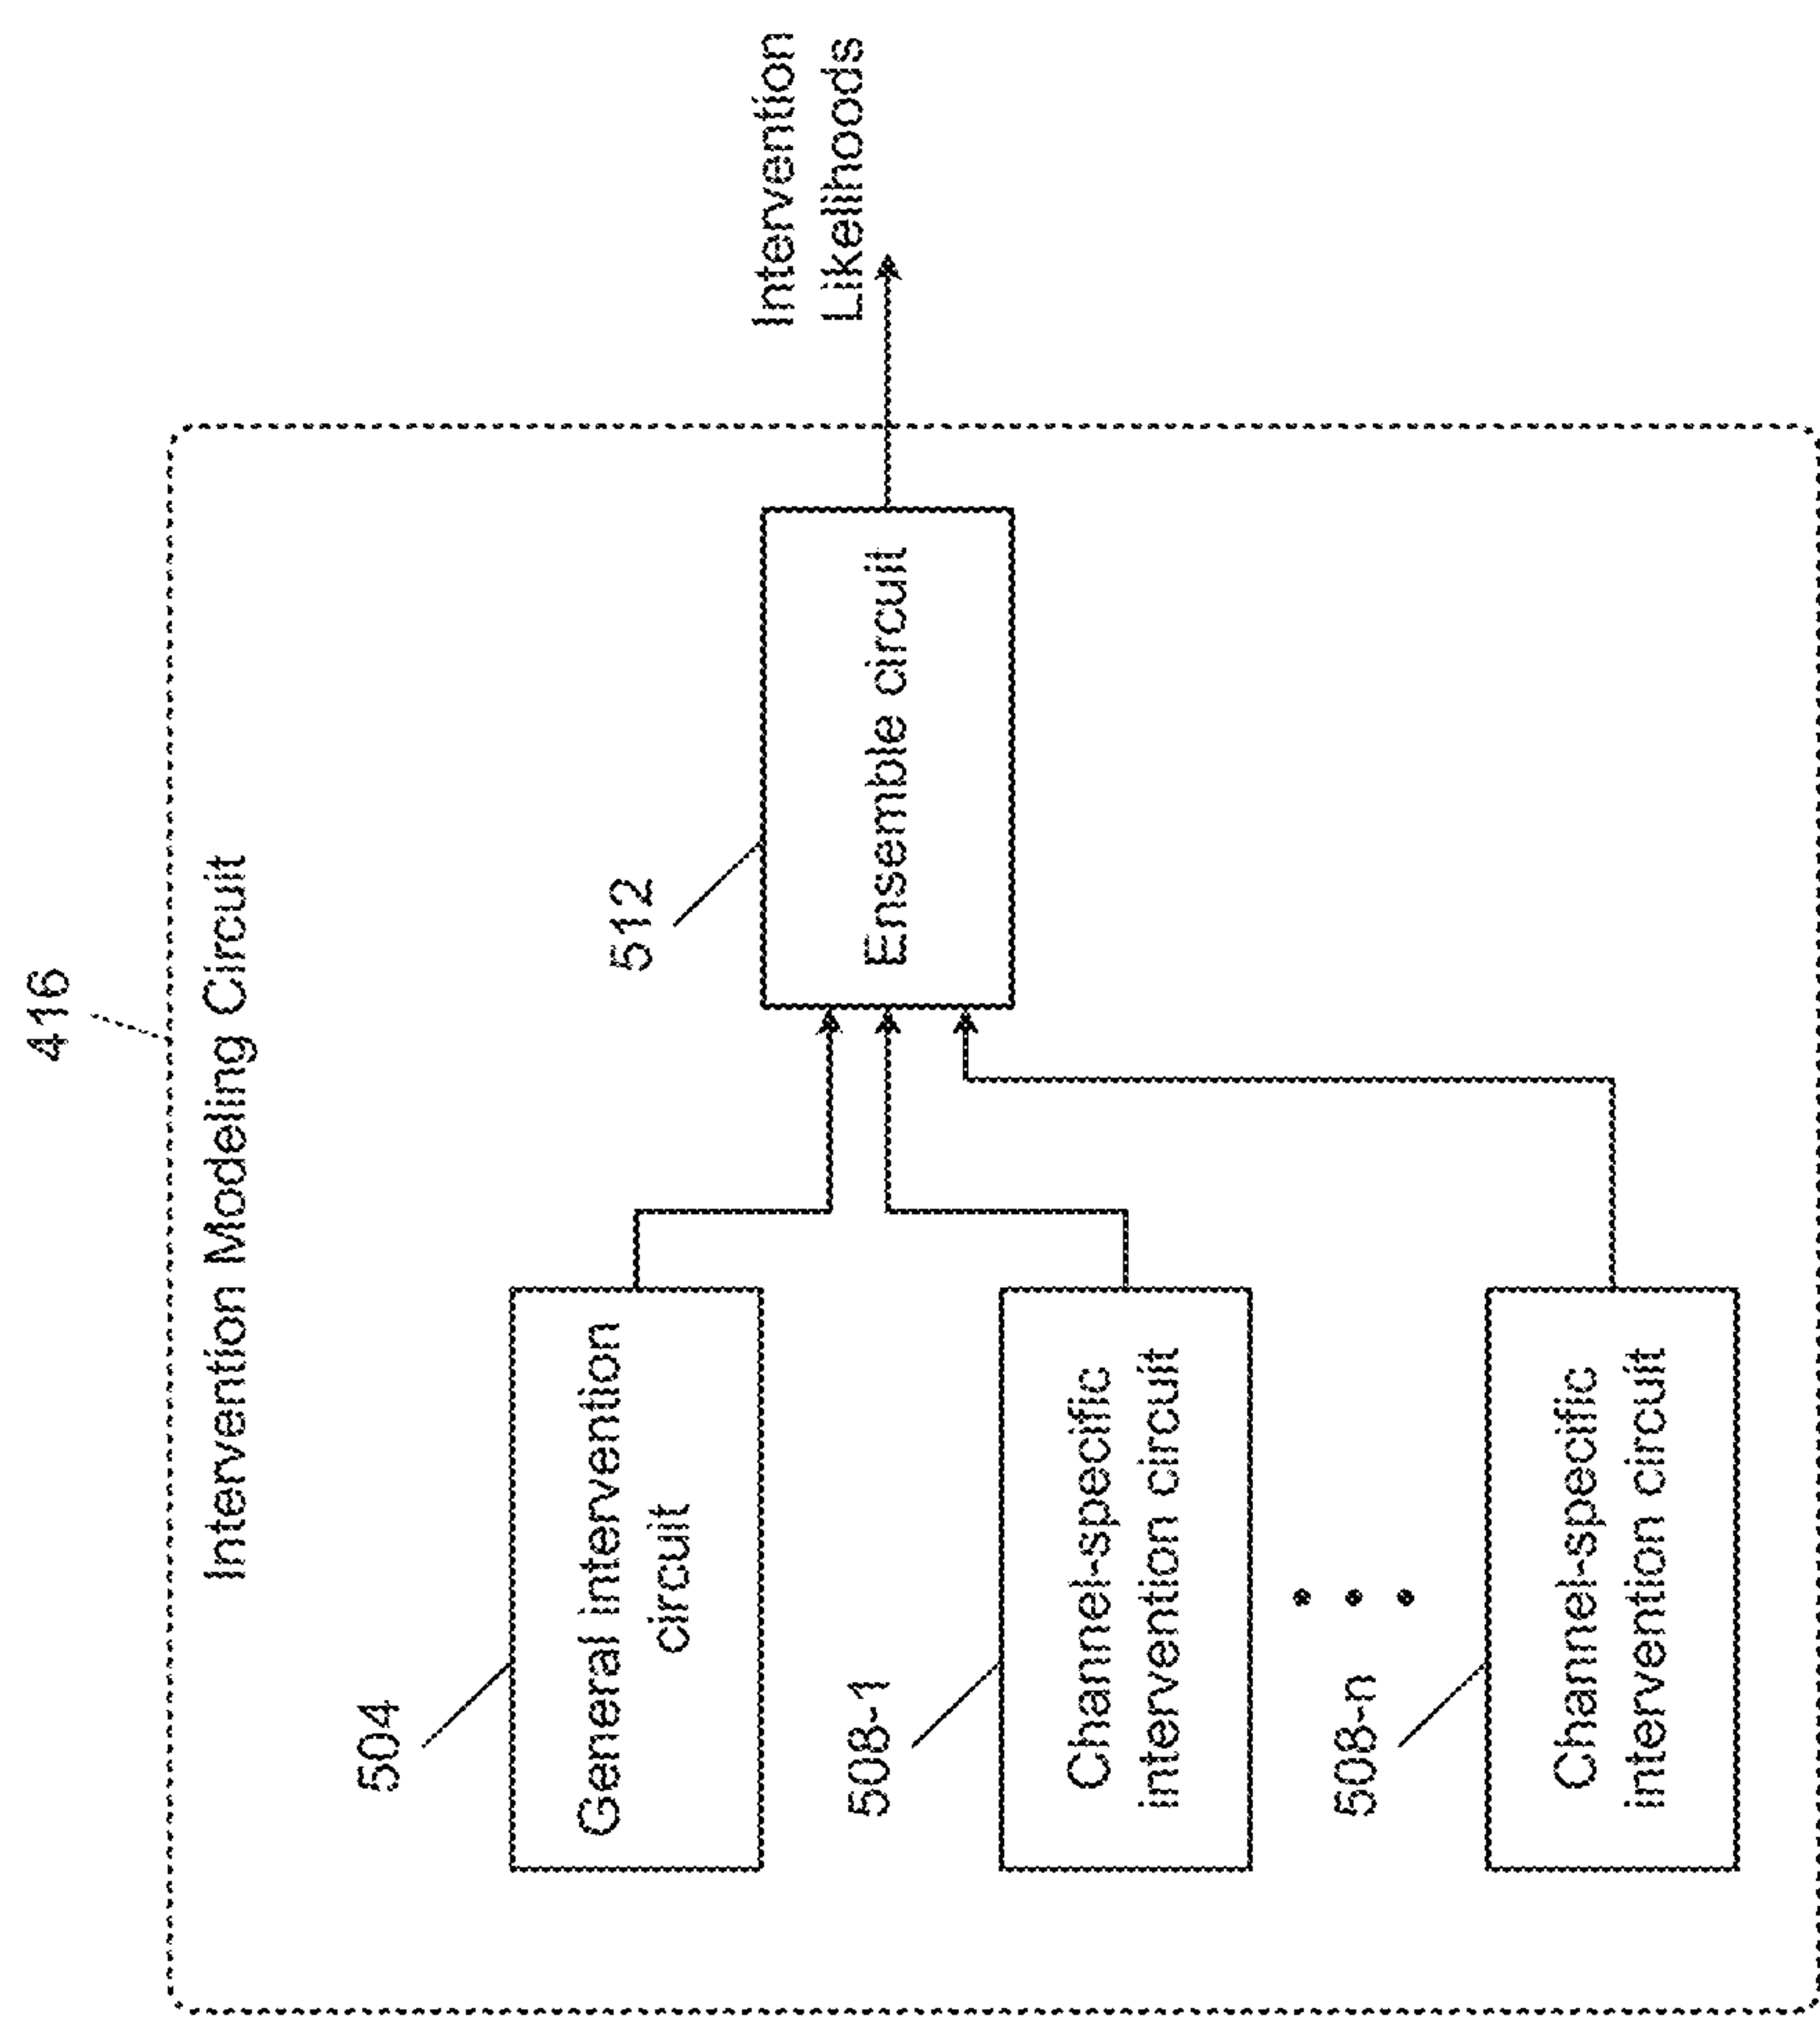 416
Intervention Modeling Circuit
504
General intervention
circuit
508-1
Channel-specific
intervention circuit
508-n
Channel-specific
intervention circuit
512
Ensemble circuit
Intervention
Likelihoods